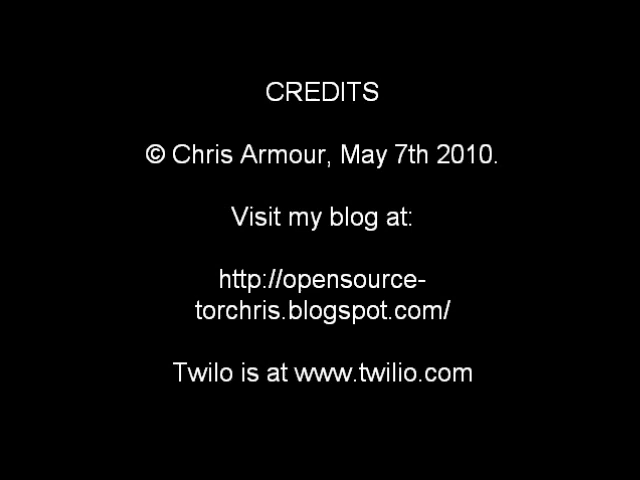 CREDITS
© Chris Armour, May 7th 2010.
Visit my blog at:
http://opensource-
torchris.blogspot.com/
Twilo is at www.twilio.com